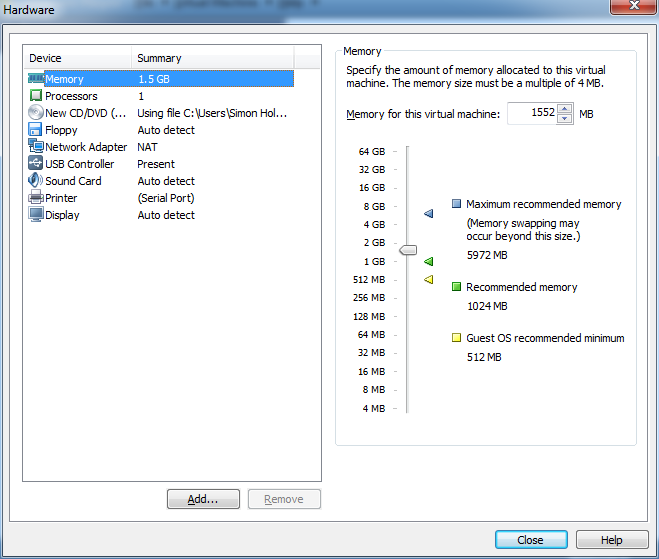 Hardware
Device Summary
Memory 1.5 GB
Processors 1
New CD/DVD (... Using file C:\Users\Simon Hol...
Floppy Auto detect
Network Adapter NAT
USB Controller Present
Sound Card Auto detect
Printer (Serial Port)
Display Auto detect
Add...
Remove
Memory
Specify the amount of memory allocated to this virtual
machine. The memory size must be a multiple of 4 MB.
Memory for this virtual machine: 1552 MB
64 GB
32 GB
16 GB
8 GB
4 GB
2 GB
1 GB
512 MB
256 MB
128 MB
64 MB
32 MB
16 MB
8 MB
4 MB
Maximum recommended memory
(Memory swapping may
occur beyond this size.)
5972 MB
Recommended memory
1024 MB
Guest OS recommended minimum
512 MB
Close
Help